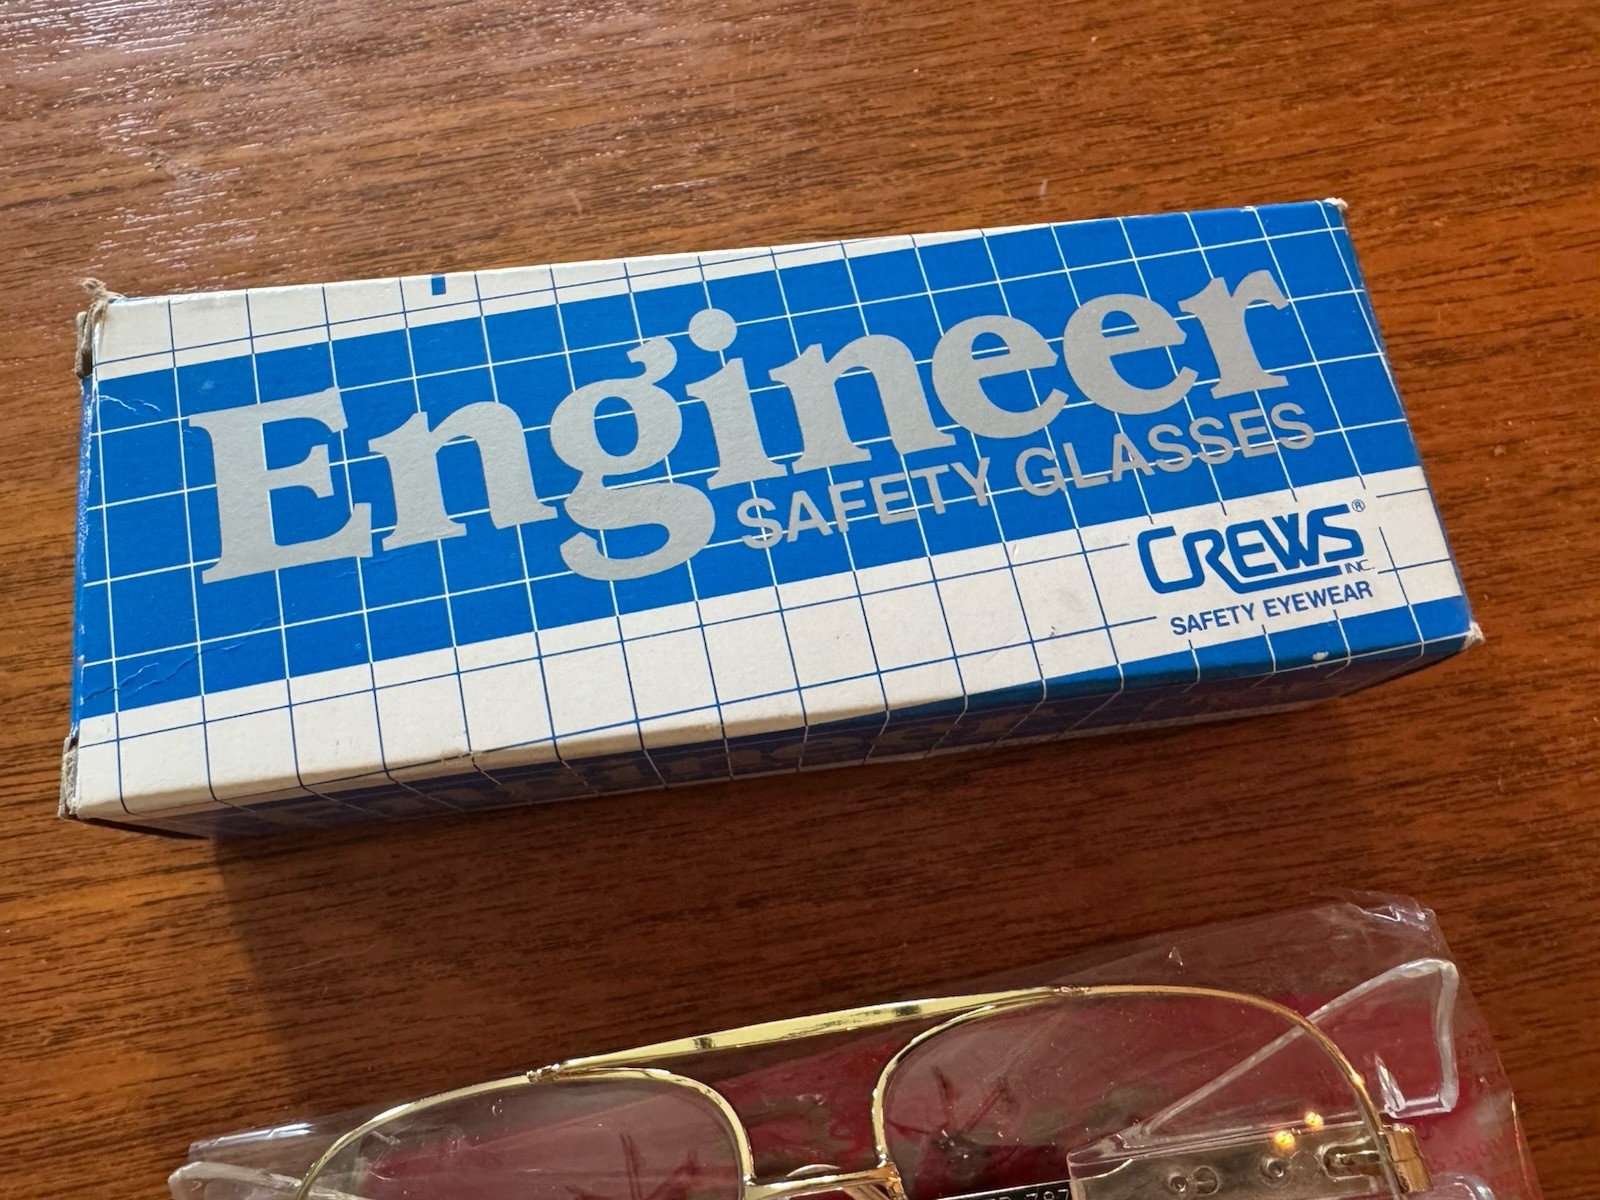 Engineer
SAFETY GLASSES
CREWS®
INC.
SAFETY EYEWEAR